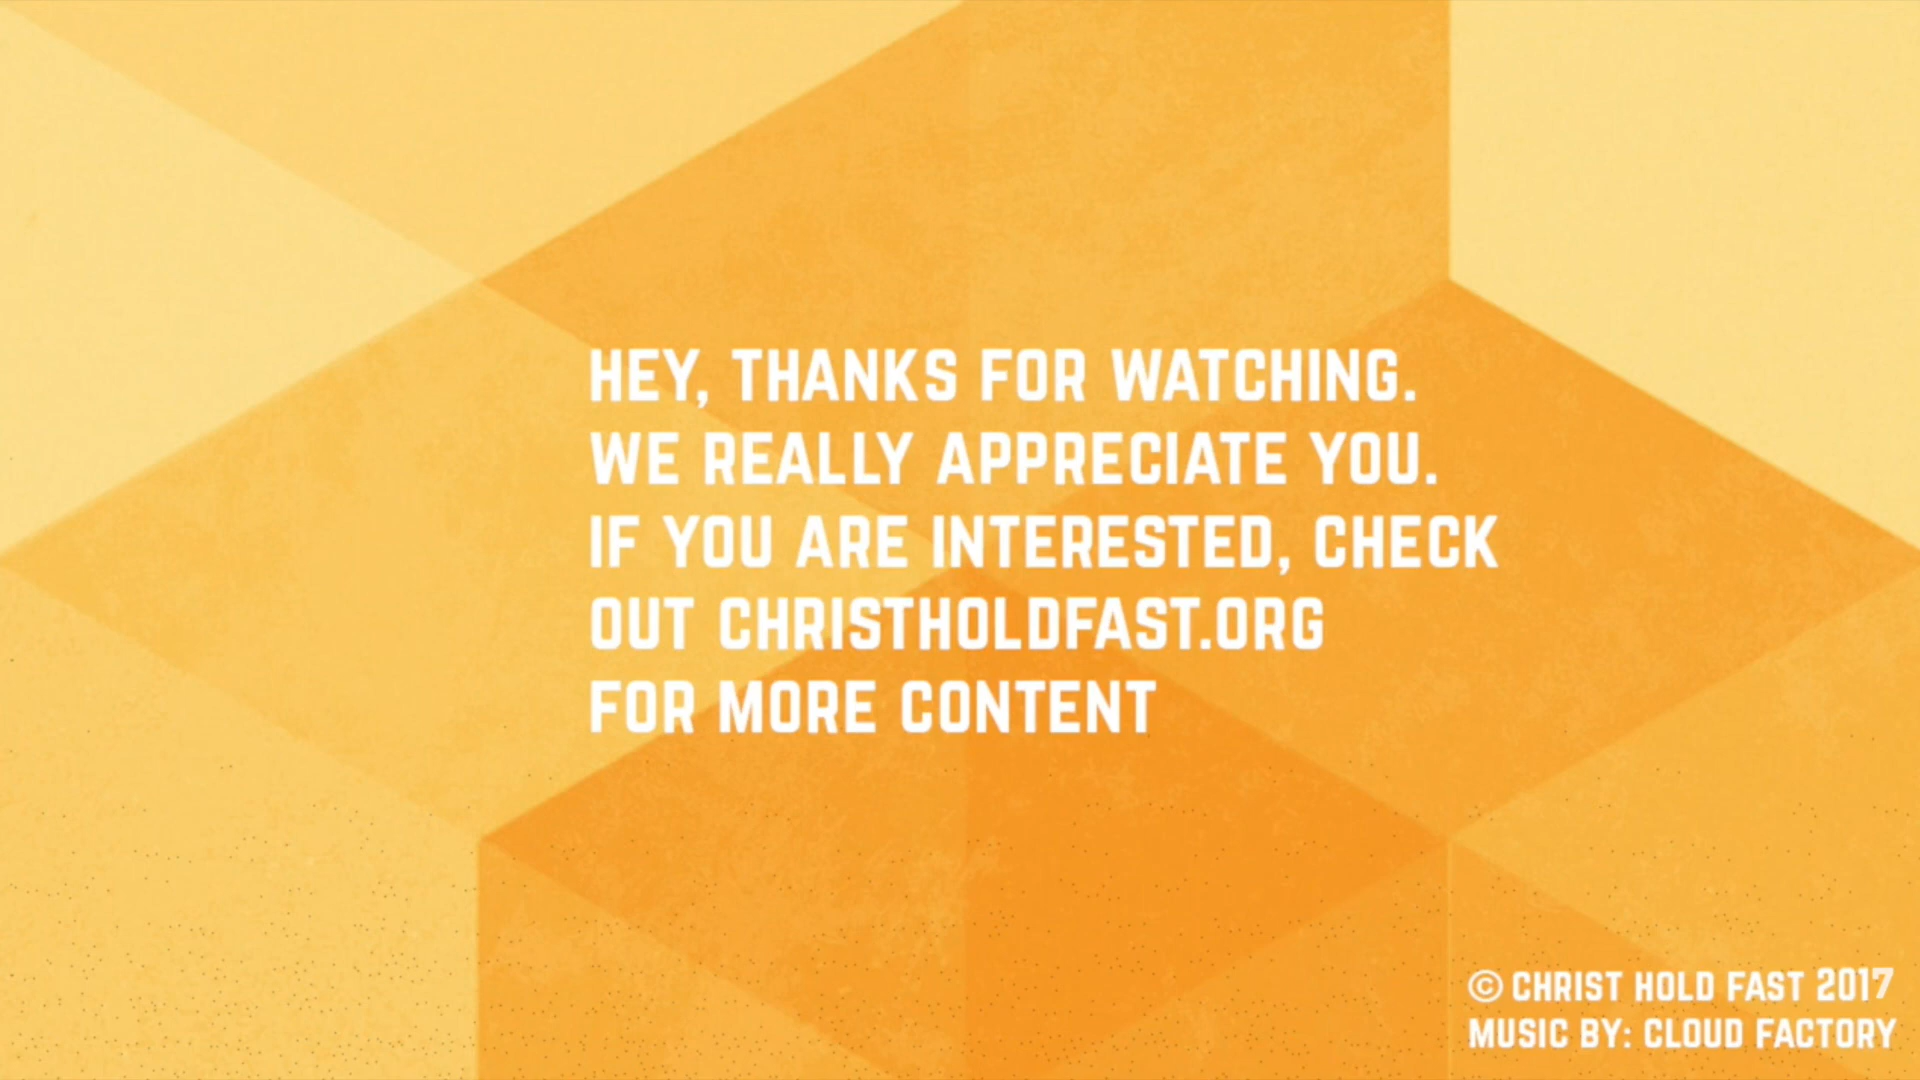 HEY, THANKS FOR WATCHING.
WE REALLY APPRECIATE YOU.
IF YOU ARE INTERESTED, CHECK
OUT CHRISTHOLDFAST.ORG
FOR MORE CONTENT
© CHRIST HOLD FAST 2017
MUSIC BY: CLOUD FACTORY